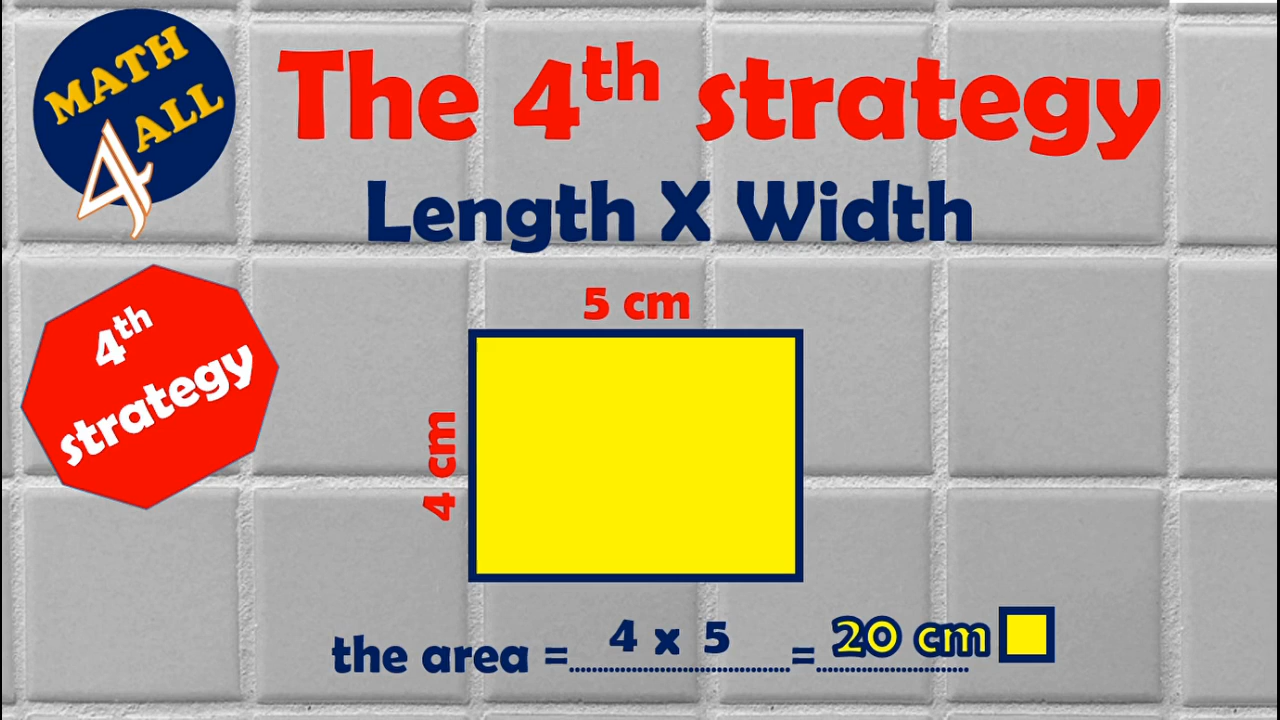 MATH
4 ALL
The 4th strategy
Length X Width
4th
strategy
5 cm
4 cm
the area = 4 x 5 = 20 cm